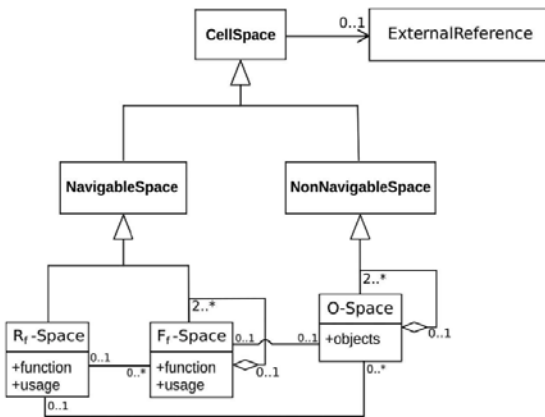 CellSpace
0..1
ExternalReference
NavigableSpace
NonNavigableSpace
2..*
2..*
O-Space
+objects
0..1
Rf-Space
Ff-Space
0..1
0..1
+function
+usage
0..1
0..*
+function
+usage
0..1
0..*
0..1